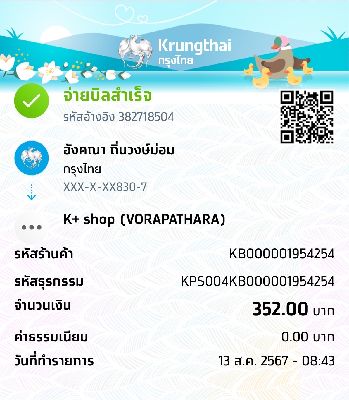 Krungthai
กรุงไทย
จ่ายบิลสำเร็จ
รหัสอ้างอิง 382718504
อังคณา ถิ่นวงษ์ม่อม
กรุงไทย
XXX-X-XX830-7
K+ shop (VORAPATHARA)
รหัสร้านค้า KB000001954254
รหัสธุรกรรม KPS004KB000001954254
จำนวนเงิน 352.00 บาท
ค่าธรรมเนียม 0.00 บาท
วันที่ทำรายการ 13 ส.ค. 2567 - 08:43